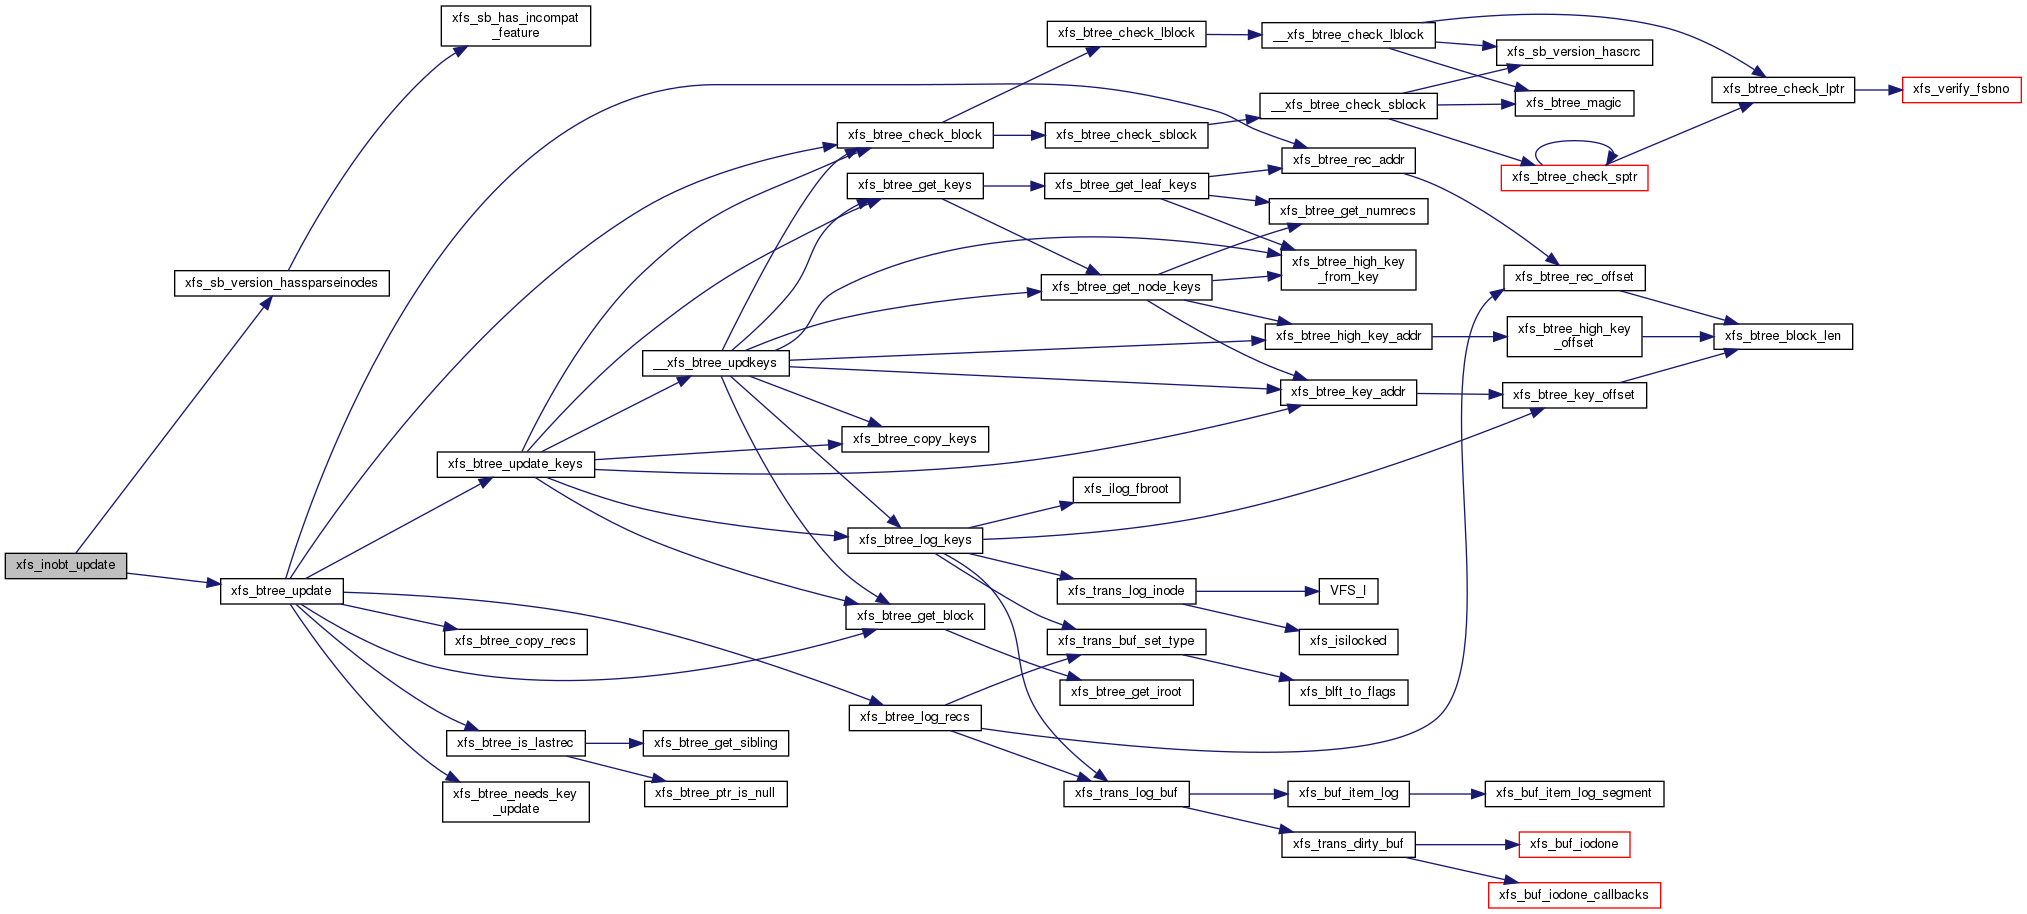 xfs_sb_has_incompat
_feature
xfs_btree_check_lblock
__xfs_btree_check_lblock
xfs_sb_version_hascrc
xfs_btree_check_lptr
xfs_verify_fsbno
xfs_btree_magic
__xfs_btree_check_sblock
xfs_btree_check_block
xfs_btree_check_sblock
xfs_btree_rec_addr
xfs_btree_check_sptr
xfs_btree_get_keys
xfs_btree_get_leaf_keys
xfs_btree_get_numrecs
xfs_btree_high_key
_from_key
xfs_btree_rec_offset
xfs_sb_version_hassparseinodes
xfs_btree_get_node_keys
xfs_btree_high_key_addr
xfs_btree_high_key
_offset
xfs_btree_block_len
__xfs_btree_updkeys
xfs_btree_key_addr
xfs_btree_key_offset
xfs_btree_copy_keys
xfs_btree_update_keys
xfs_ilog_fbroot
xfs_btree_log_keys
xfs_inobt_update
xfs_btree_update
xfs_trans_log_inode
VFS_I
xfs_btree_get_block
xfs_btree_copy_recs
xfs_trans_buf_set_type
xfs_isilocked
xfs_btree_get_iroot
xfs_blft_to_flags
xfs_btree_log_recs
xfs_btree_is_lastrec
xfs_btree_get_sibling
xfs_btree_needs_key
_update
xfs_btree_ptr_is_null
xfs_trans_log_buf
xfs_buf_item_log
xfs_buf_item_log_segment
xfs_trans_dirty_buf
xfs_buf_iodone
xfs_buf_iodone_callbacks